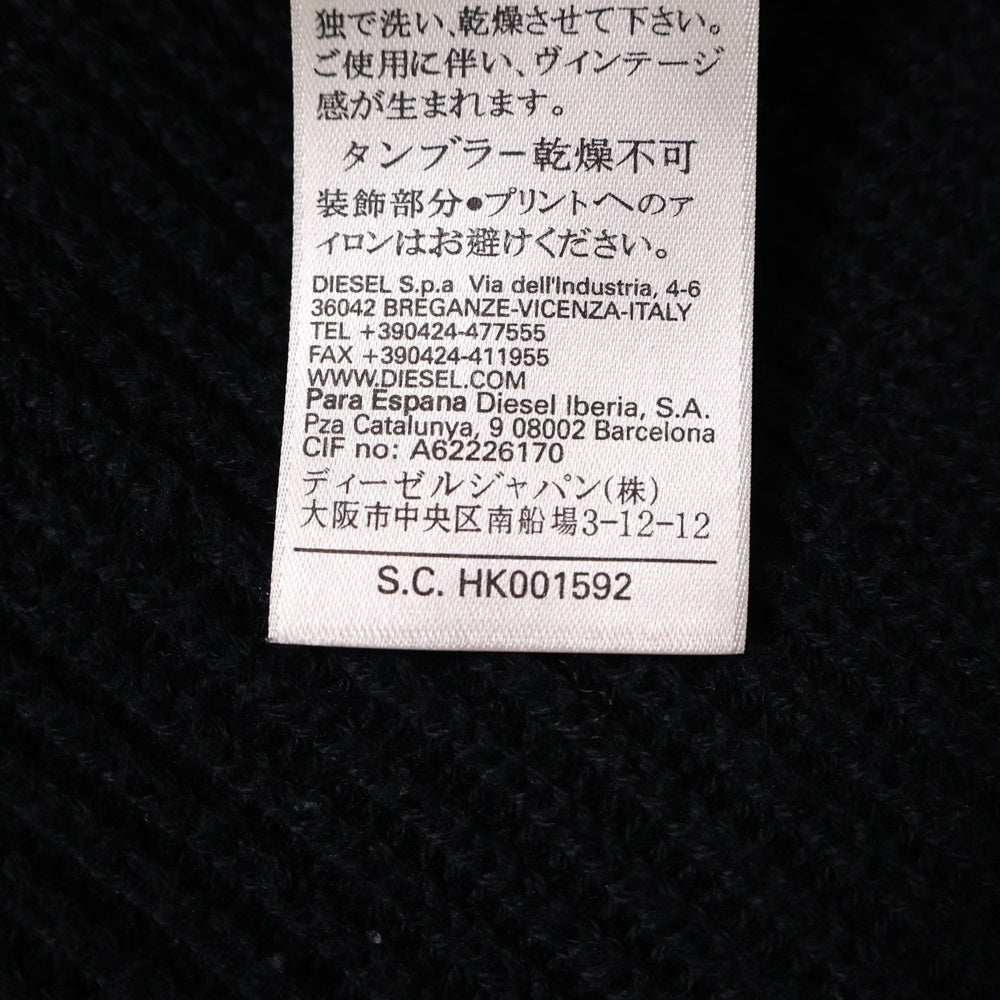 独で洗い、乾燥させて下さい。
ご使用に伴い、ヴィンテージ
感が生まれます。
タンブラー乾燥不可
装飾部分●プリントへのア
イロンはお避けください。
DIESEL S.p.a Via dell'Industria, 4-6
36042 BREGANZE-VICENZA-ITALY
TEL +390424-477555
FAX +390424-411955
WWW.DIESEL.COM
Para Espana Diesel Iberia, S.A.
Pza Catalunya, 9 08002 Barcelona
CIF no: A62226170
ディーゼルジャパン(株)
大阪市中央区南船場3-12-12
S.C. HK001592